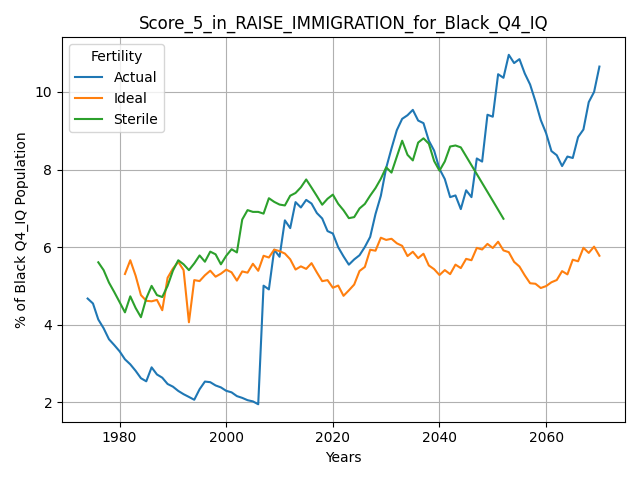 Score_5_in_RAISE_IMMIGRATION_for_Black_Q4_IQ
Fertility
Actual
Ideal
Sterile
% of Black Q4_IQ Population
10
8
6
4
2
1980 2000 2020 2040 2060
Years